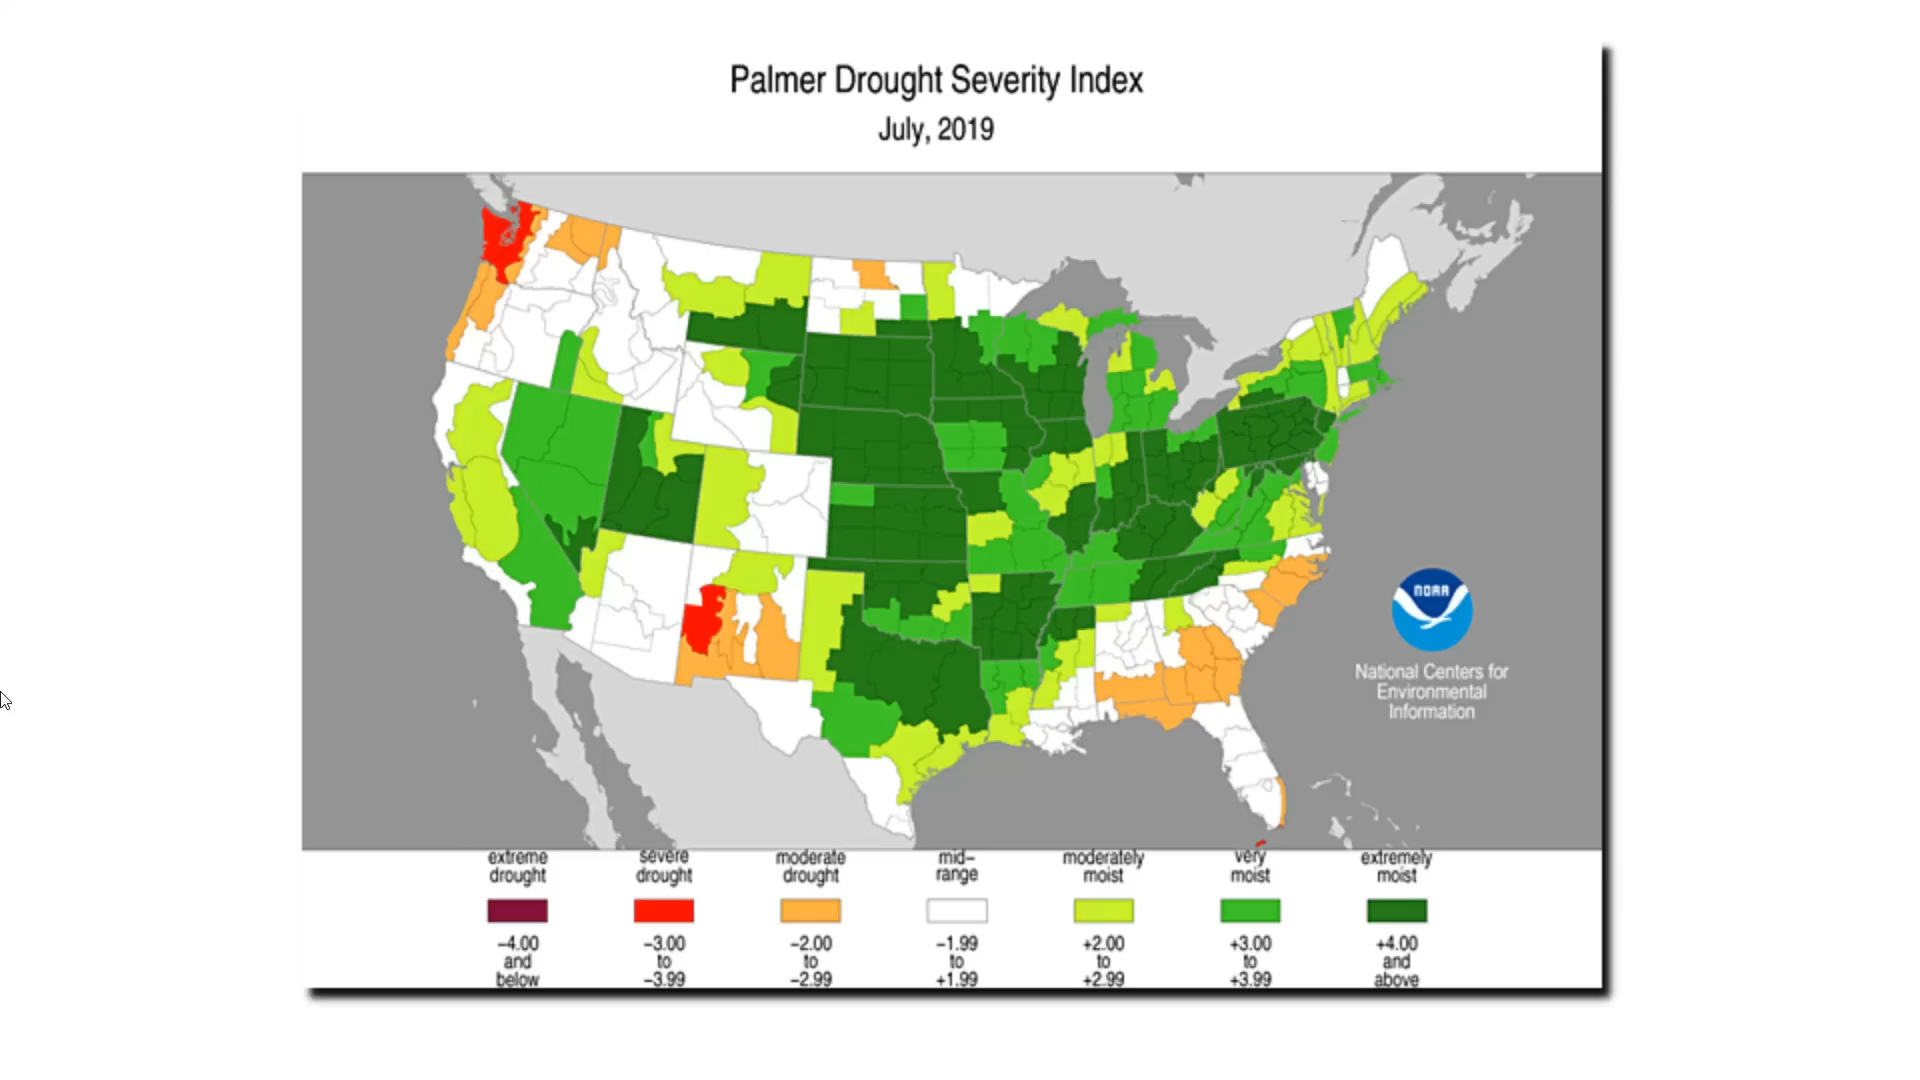 Palmer Drought Severity Index
July, 2019
NOAA
National Centers for
Environmental
Information
extreme severe moderate mid– moderately very extremely
drought drought drought range moist moist moist
–4.00 –3.00 –2.00 –1.99 +2.00 +3.00 +4.00
and to to to to to and
below –3.99 –2.99 +1.99 +2.99 +3.99 above